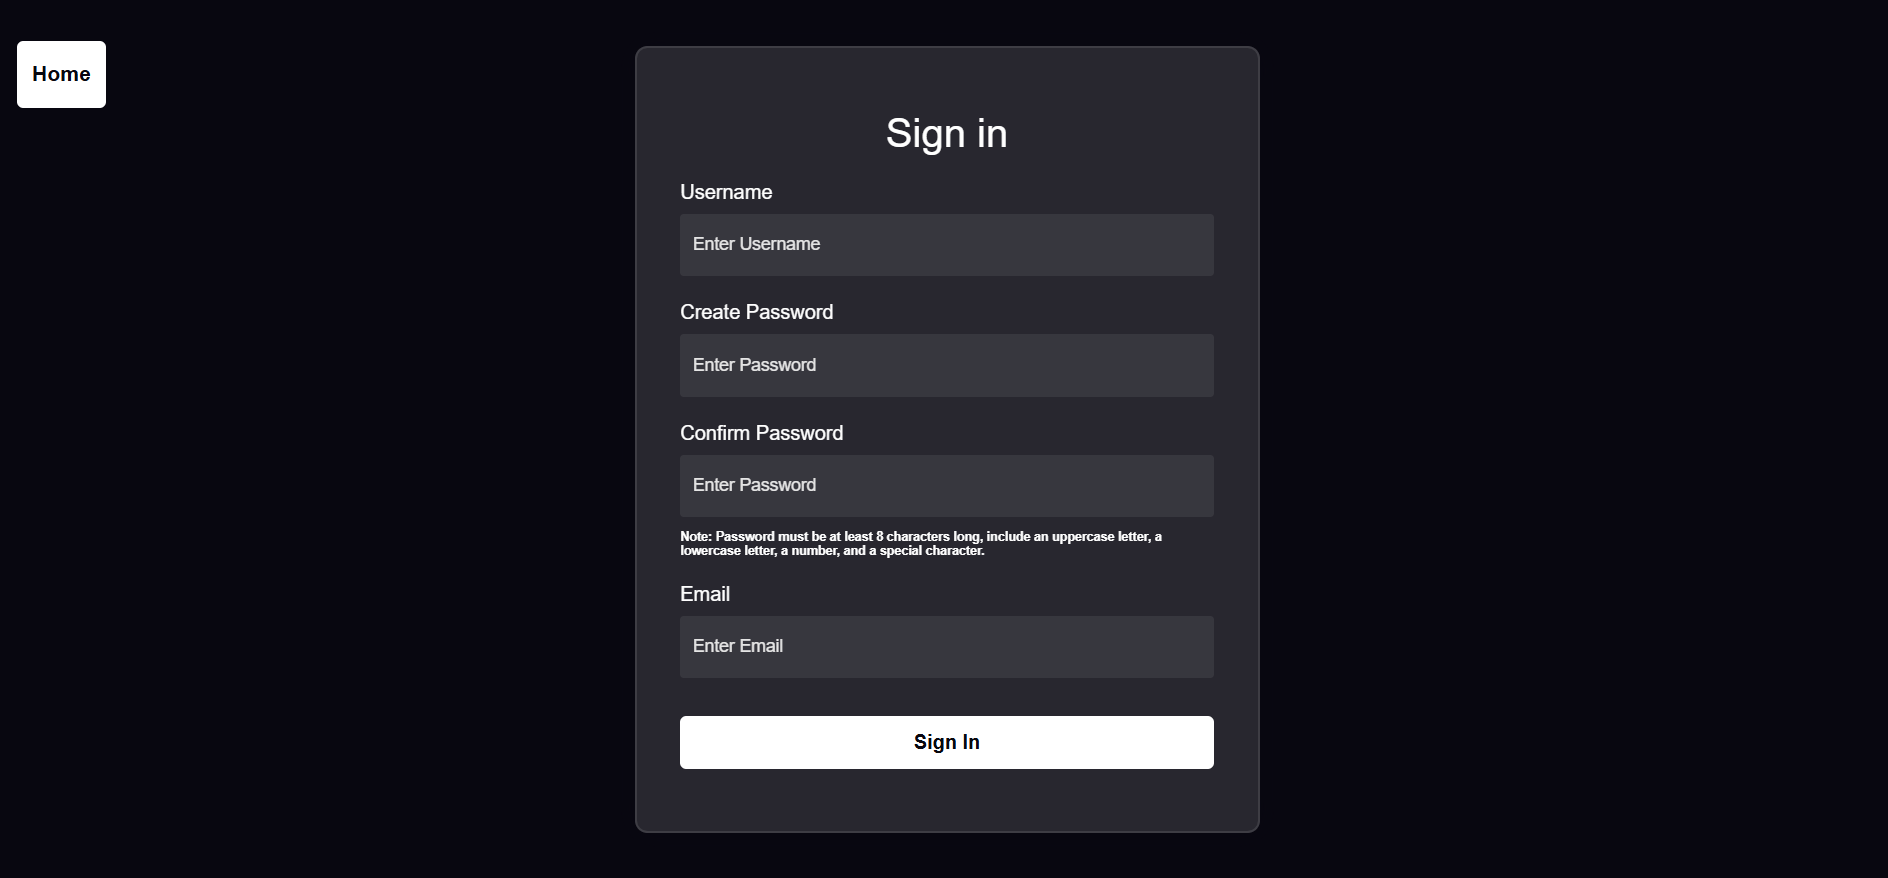 Home
Sign in
Username
Enter Username
Create Password
Enter Password
Confirm Password
Enter Password
Note: Password must be at least 8 characters long, include an uppercase letter, a
lowercase letter, a number, and a special character.
Email
Enter Email
Sign In